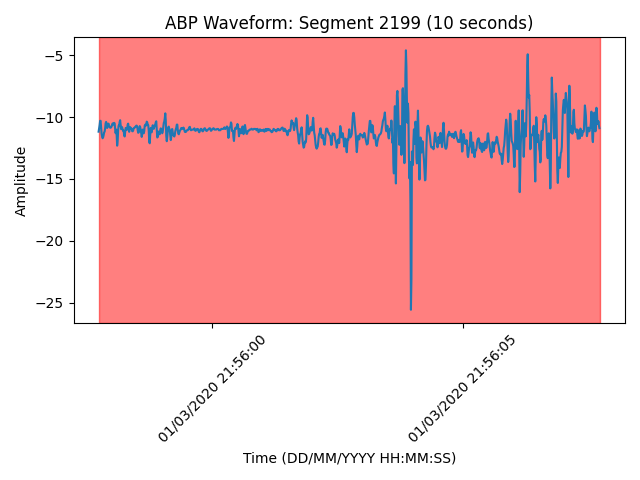 ABP Waveform: Segment 2199 (10 seconds)
Amplitude
−5
−10
−15
−20
−25
01/03/2020 21:56:00
01/03/2020 21:56:05
Time (DD/MM/YYYY HH:MM:SS)